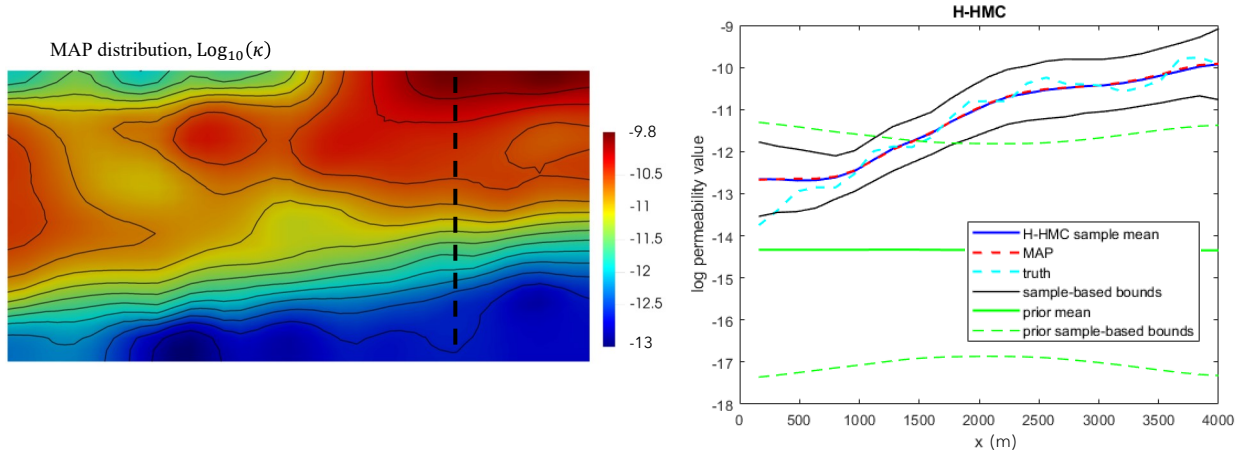 MAP distribution, Log₁₀(κ)
-9.8
-10.5
-11
-11.5
-12
-12.5
-13
H-HMC
log permeability value
-9
-10
-11
-12
-13
-14
-15
-16
-17
-18
H-HMC sample mean
MAP
truth
sample-based bounds
prior mean
prior sample-based bounds
0 500 1000 1500 2000 2500 3000 3500 4000
x (m)